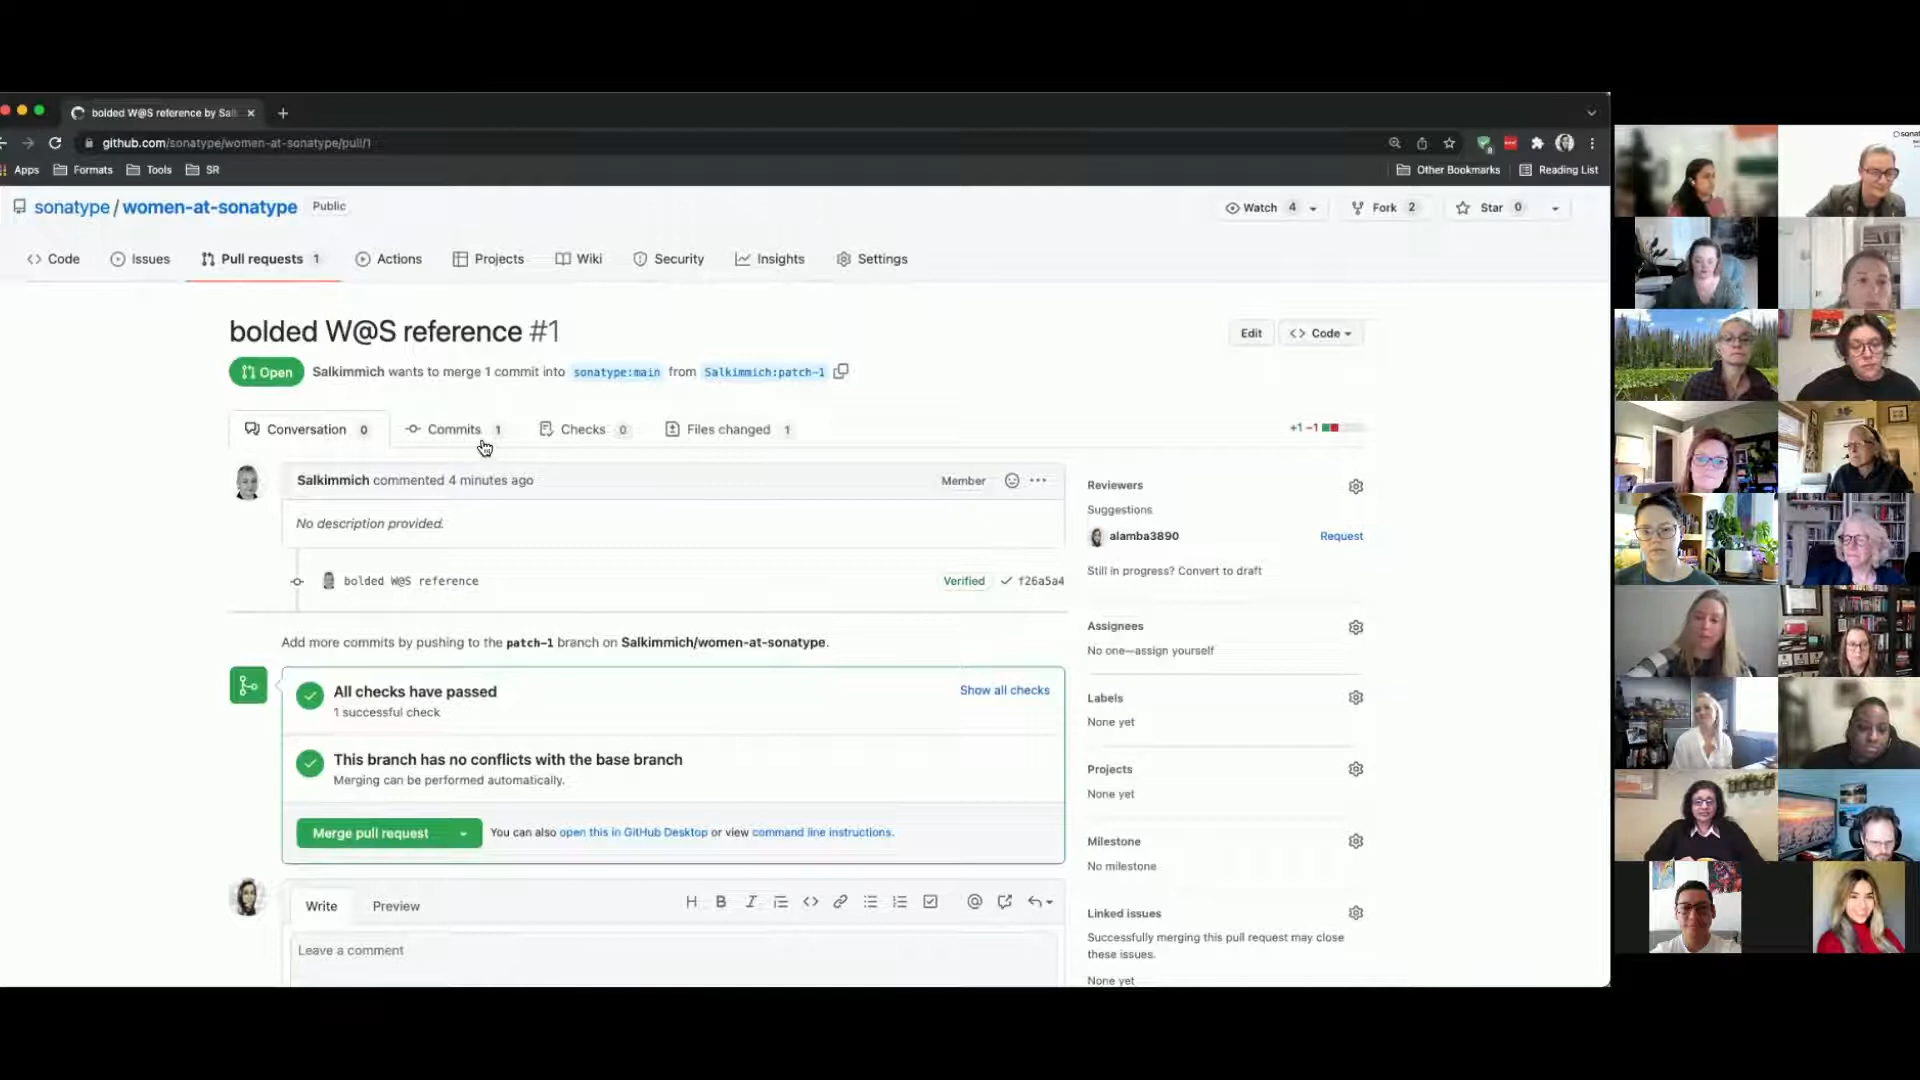 bolded W@S reference by Sal
github.com/sonatype/women-at-sonatype/pull/1
Apps Formats Tools SR Other Bookmarks Reading List
sonatype / women-at-sonatype Public
Watch 4 Fork 2 Star 0
Code Issues Pull requests 1 Actions Projects Wiki Security Insights Settings
bolded W@S reference #1
Edit Code
Open Salkimmich wants to merge 1 commit into sonatype:main from Salkimmich:patch-1
Conversation 0 Commits 1 Checks 0 Files changed 1
+1 −1
Salkimmich commented 4 minutes ago Member
No description provided.
bolded W@S reference Verified f26a5a4
Add more commits by pushing to the patch-1 branch on Salkimmich/women-at-sonatype.
All checks have passed
Show all checks
1 successful check
This branch has no conflicts with the base branch
Merging can be performed automatically.
Merge pull request
You can also open this in GitHub Desktop or view command line instructions.
Write Preview
H B I
Leave a comment
Reviewers
Suggestions
alamba3890 Request
Still in progress? Convert to draft
Assignees
No one—assign yourself
Labels
None yet
Projects
None yet
Milestone
No milestone
Linked issues
Successfully merging this pull request may close
these issues.
None yet